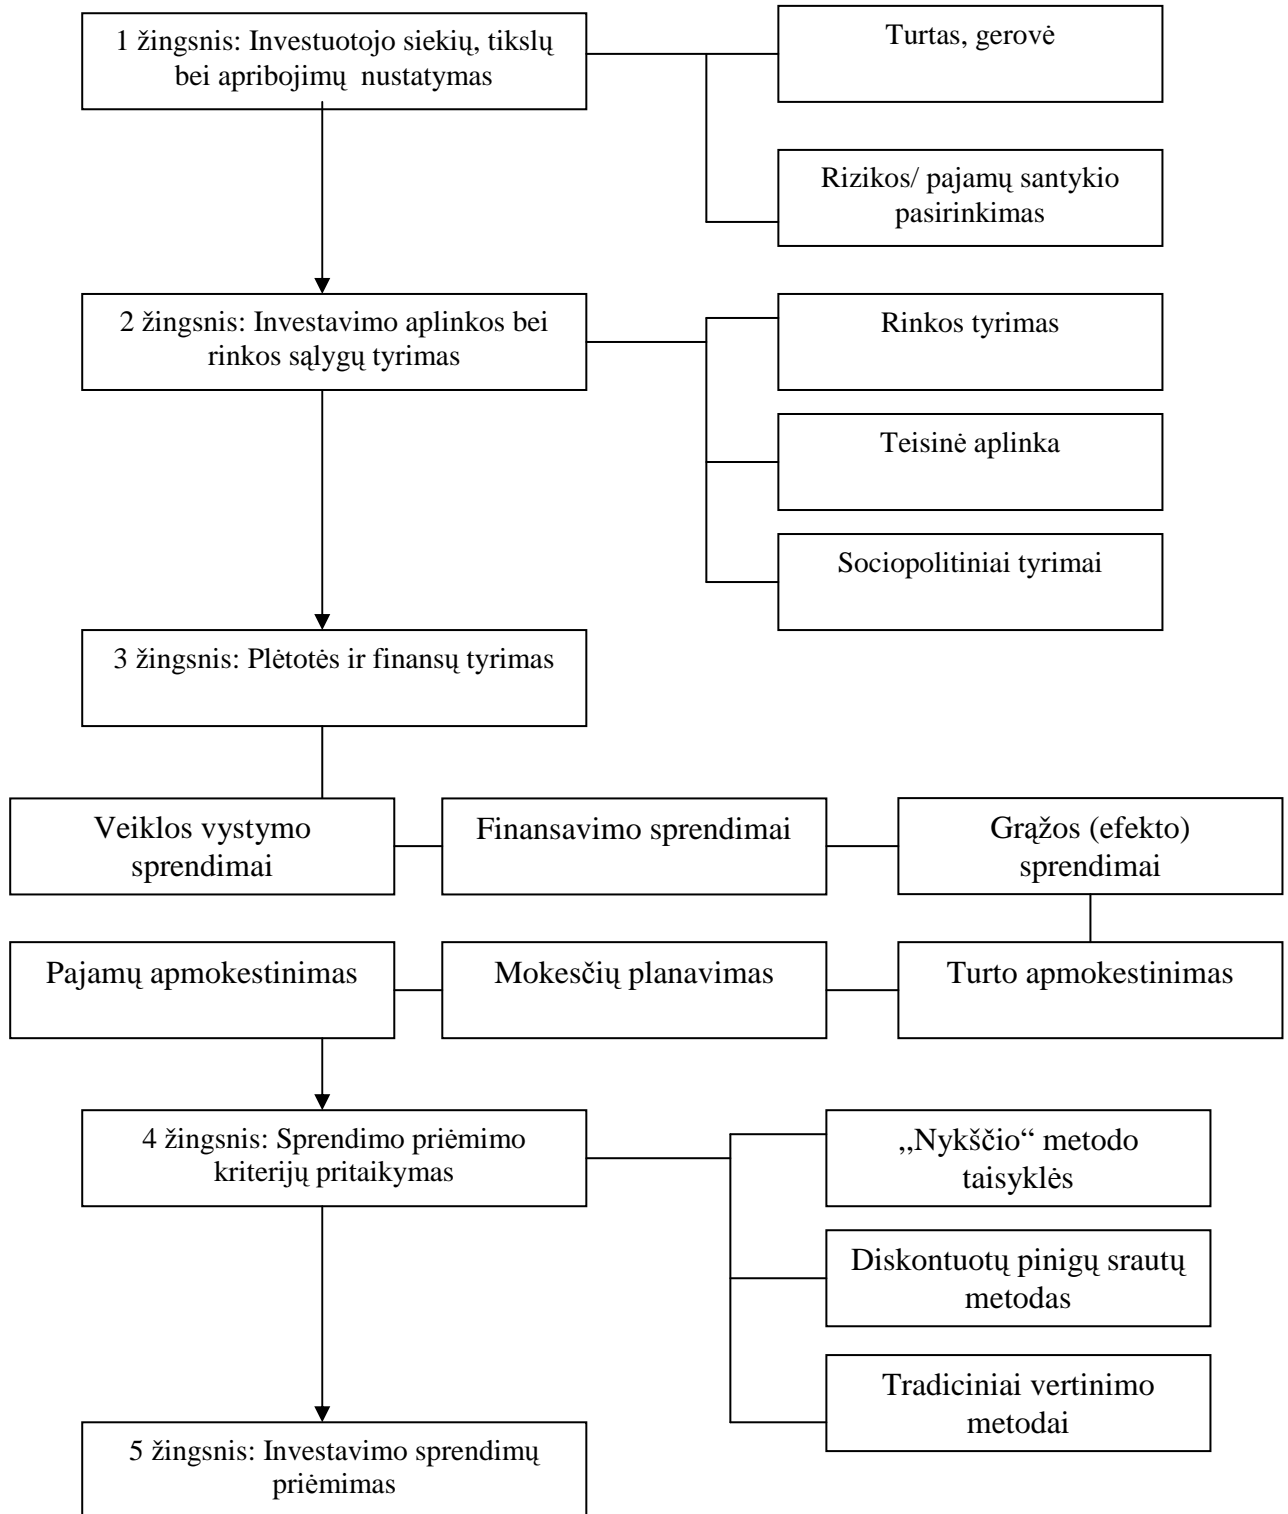 1 žingsnis: Investuotojo siekių, tikslų
bei apribojimų nustatymas
Turtas, gerovė
Rizikos/ pajamų santykio
pasirinkimas
2 žingsnis: Investavimo aplinkos bei
rinkos sąlygų tyrimas
Rinkos tyrimas
Teisinė aplinka
Sociopolitiniai tyrimai
3 žingsnis: Plėtotės ir finansų tyrimas
Veiklos vystymo
sprendimai
Finansavimo sprendimai
Grąžos (efekto)
sprendimai
Pajamų apmokestinimas
Mokesčių planavimas
Turto apmokestinimas
4 žingsnis: Sprendimo priėmimo
kriterijų pritaikymas
„Nykščio“ metodo
taisyklės
Diskontuotų pinigų srautų
metodas
Tradiciniai vertinimo
metodai
5 žingsnis: Investavimo sprendimų
priėmimas